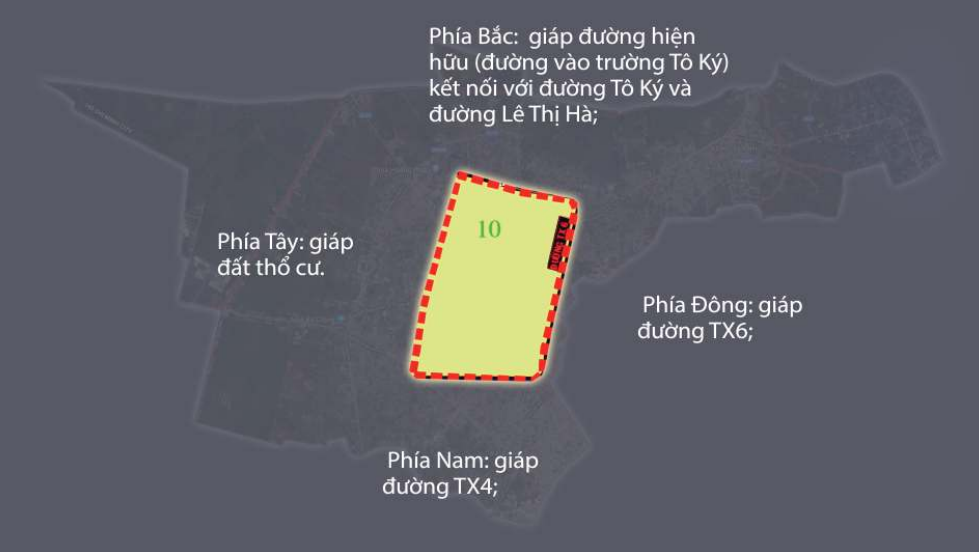 Phía Bắc: giáp đường hiện
hữu (đường vào trường Tô Ký)
kết nối với đường Tô Ký và
đường Lê Thị Hà;
10
Phía Tây: giáp
đất thổ cư.
Phía Đông: giáp
đường TX6;
Phía Nam: giáp
đường TX4;